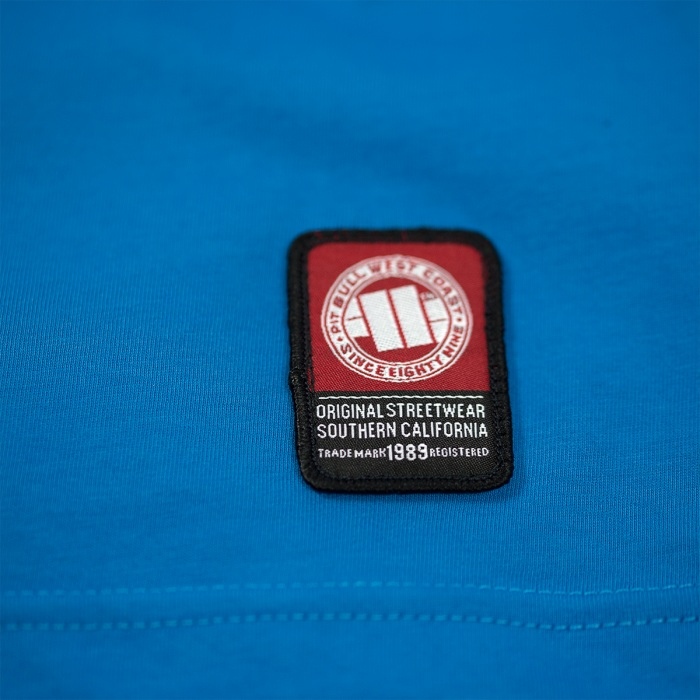 PIT BULL WEST COAST
SINCE EIGHTY NINE
ORIGINAL STREETWEAR
SOUTHERN CALIFORNIA
TRADE MARK 1989 REGISTERED